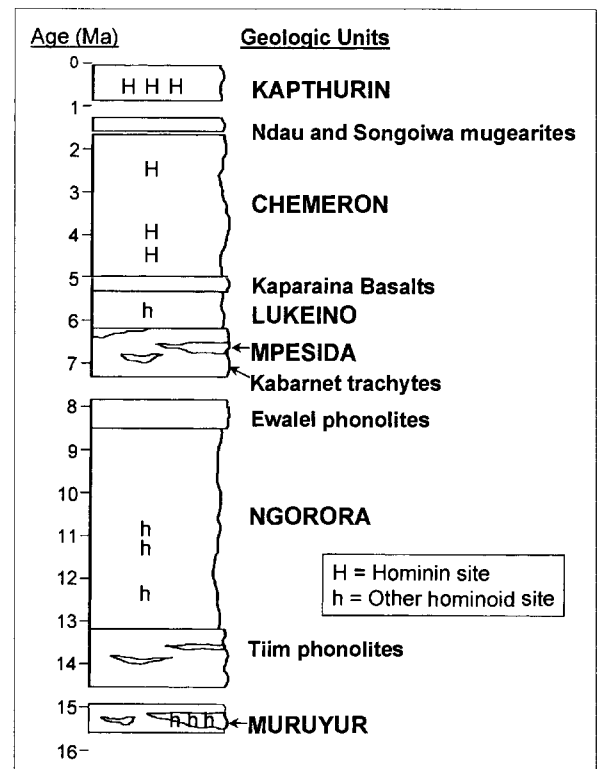 Age (Ma) Geologic Units
0
H H H KAPTHURIN
1
Ndau and Songoiwa mugearites
2
H
3
CHEMERON
H
4
H
5
Kaparaina Basalts
h LUKEINO
6
MPESIDA
7
Kabarnet trachytes
8
Ewalel phonolites
9
10
NGORORA
h
11
h
H = Hominin site
12
h
h = Other hominoid site
13
Tiim phonolites
14
15
h h h MURUYUR
16